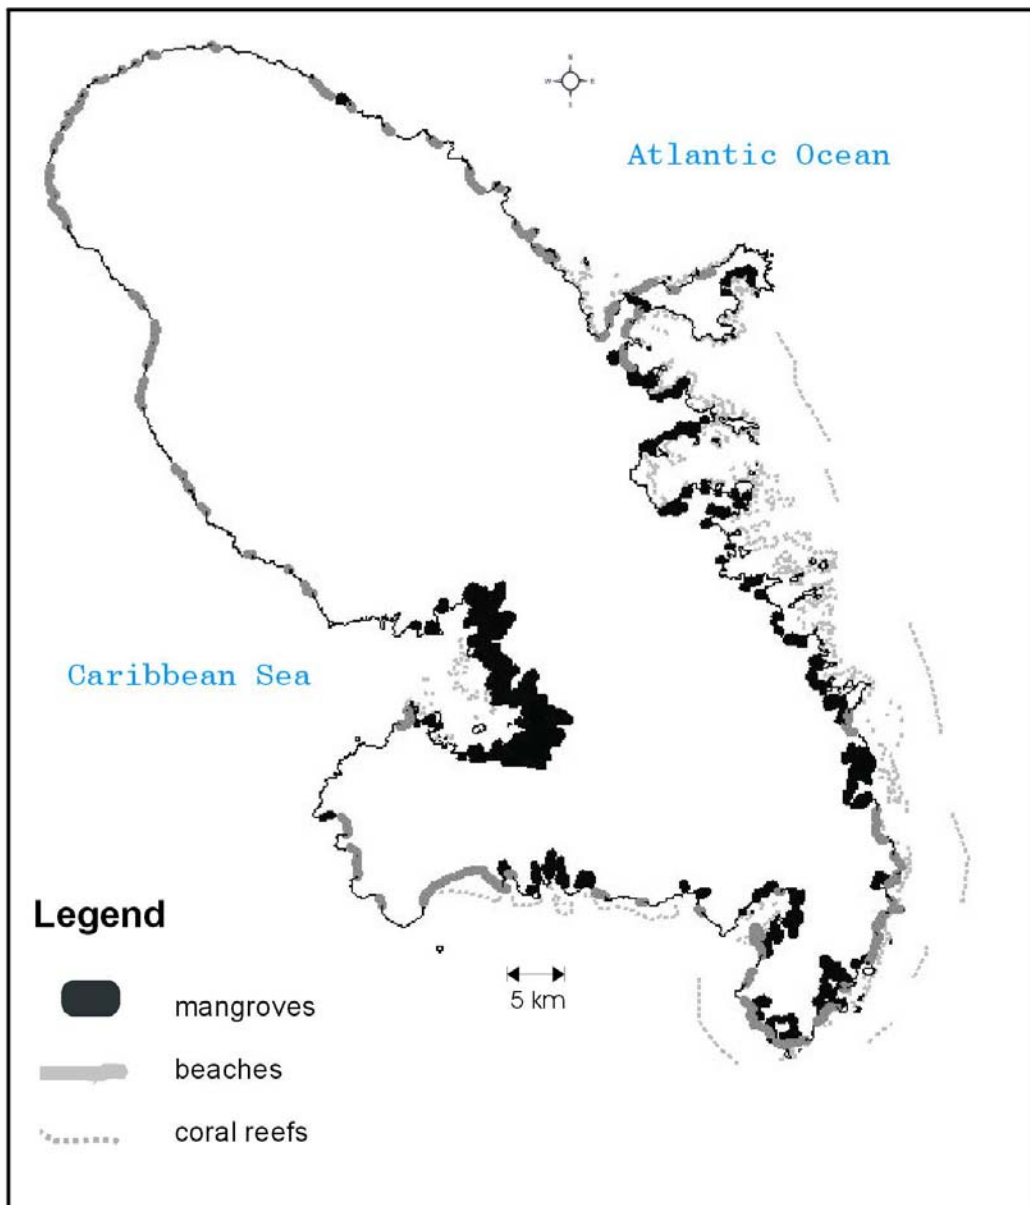 N
W E
S
Atlantic Ocean
Caribbean Sea
Legend
5 km
mangroves
beaches
coral reefs